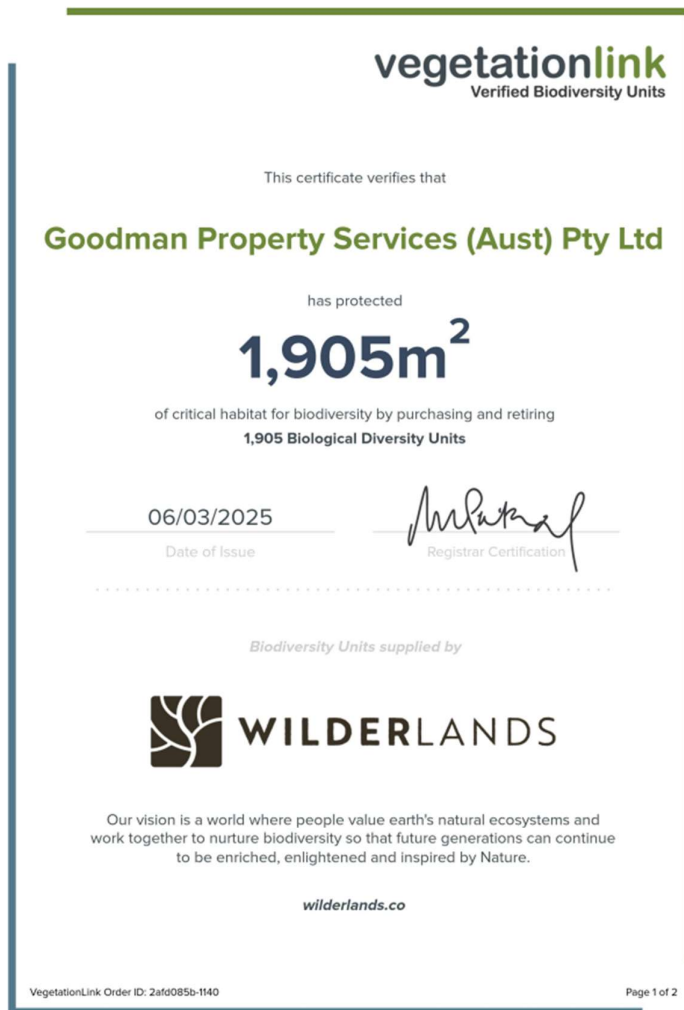 vegetationlink
Verified Biodiversity Units
This certificate verifies that
Goodman Property Services (Aust) Pty Ltd
has protected
1,905m²
of critical habitat for biodiversity by purchasing and retiring
1,905 Biological Diversity Units
06/03/2025
Date of Issue
Registrar Certification
Biodiversity Units supplied by
WILDERLANDS
Our vision is a world where people value earth's natural ecosystems and
work together to nurture biodiversity so that future generations can continue
to be enriched, enlightened and inspired by Nature.
wilderlands.co
VegetationLink Order ID: 2afd085b-1140
Page 1 of 2